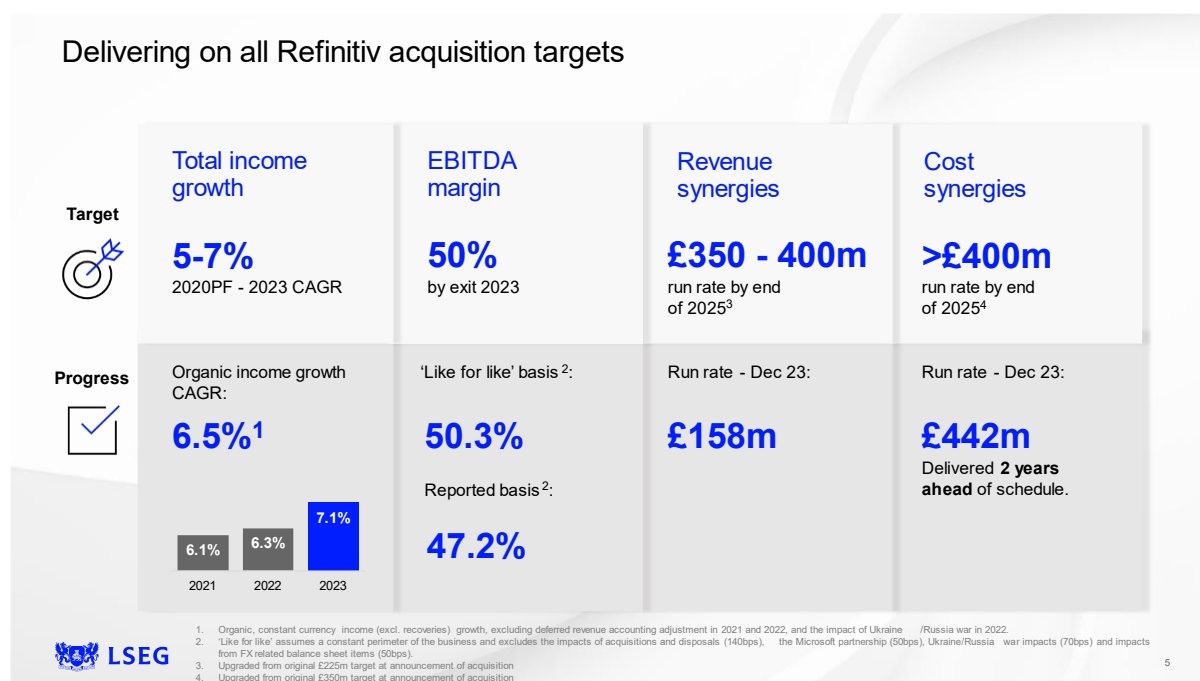 Delivering on all Refinitiv acquisition targets
Target
Total income
growth
5-7%
2020PF - 2023 CAGR
EBITDA
margin
50%
by exit 2023
Revenue
synergies
£350 - 400m
run rate by end
of 2025³
Cost
synergies
>£400m
run rate by end
of 2025⁴
Progress
Organic income growth
CAGR:
6.5%¹
6.1%
6.3%
7.1%
2021
2022
2023
‘Like for like’ basis ²:
50.3%
Reported basis ²:
47.2%
Run rate - Dec 23:
£158m
Run rate - Dec 23:
£442m
Delivered 2 years
ahead of schedule.
1. Organic, constant currency income (excl. recoveries) growth, excluding deferred revenue accounting adjustment in 2021 and 2022, and the impact of Ukraine /Russia war in 2022.
2. ‘Like for like’ assumes a constant perimeter of the business and excludes the impacts of acquisitions and disposals (140bps), the Microsoft partnership (50bps), Ukraine/Russia war impacts (70bps) and impacts
from FX related balance sheet items (50bps).
3. Upgraded from original £225m target at announcement of acquisition
4. Upgraded from original £350m target at announcement of acquisition
LSEG
5